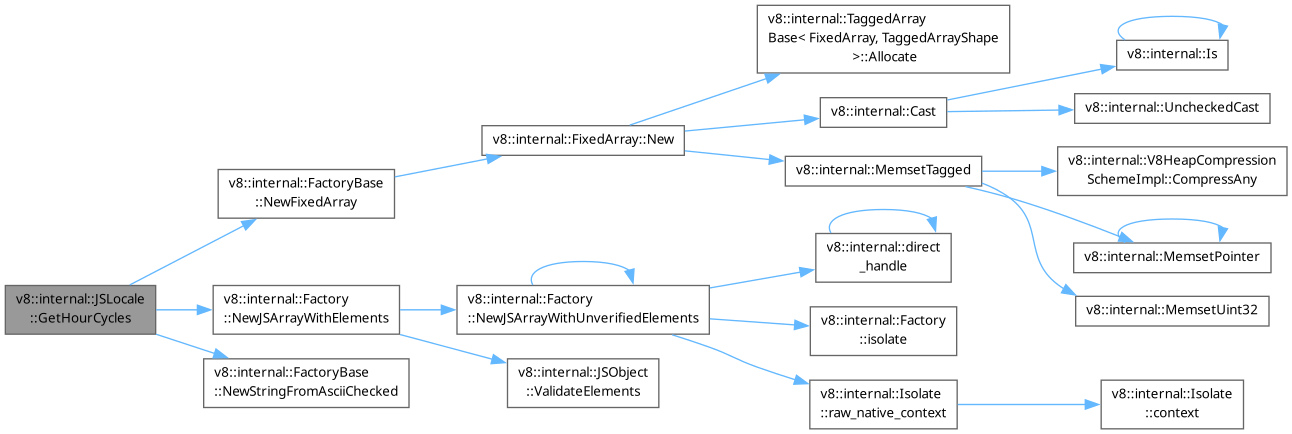 v8::internal::JSLocale
::GetHourCycles
v8::internal::FactoryBase
::NewFixedArray
v8::internal::Factory
::NewJSArrayWithElements
v8::internal::FactoryBase
::NewStringFromAsciiChecked
v8::internal::FixedArray::New
v8::internal::Factory
::NewJSArrayWithUnverifiedElements
v8::internal::JSObject
::ValidateElements
v8::internal::TaggedArray
Base< FixedArray, TaggedArrayShape
>::Allocate
v8::internal::Cast
v8::internal::MemsetTagged
v8::internal::direct
_handle
v8::internal::Factory
::isolate
v8::internal::Isolate
::raw_native_context
v8::internal::Is
v8::internal::UncheckedCast
v8::internal::V8HeapCompression
SchemeImpl::CompressAny
v8::internal::MemsetPointer
v8::internal::MemsetUint32
v8::internal::Isolate
::context